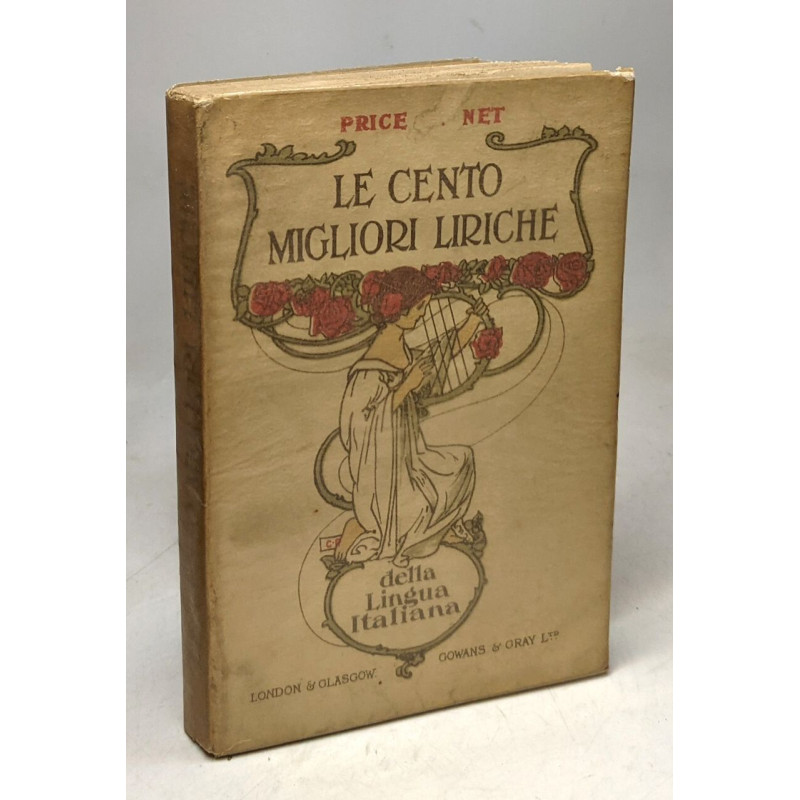 PRICE NET
LE CENTO
MIGLIORI LIRICHE
della
Lingua
Italiana
LONDON & GLASGOW. GOWANS & GRAY LTD